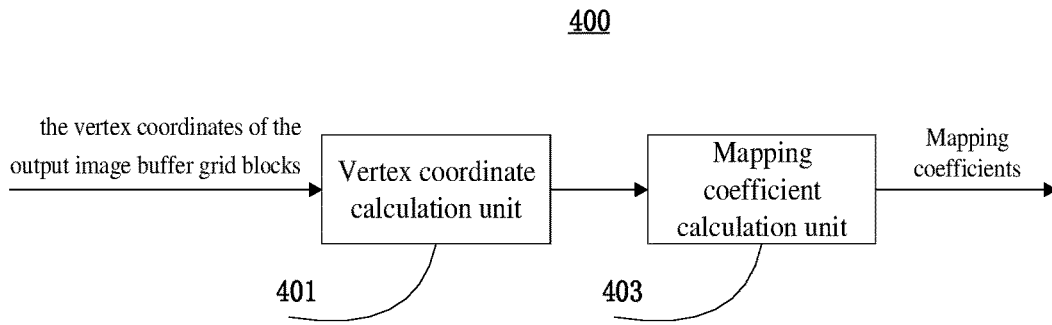 400
the vertex coordinates of the
output image buffer grid blocks
Vertex coordinate
calculation unit
Mapping
coefficient
calculation unit
Mapping
coefficients
401
403